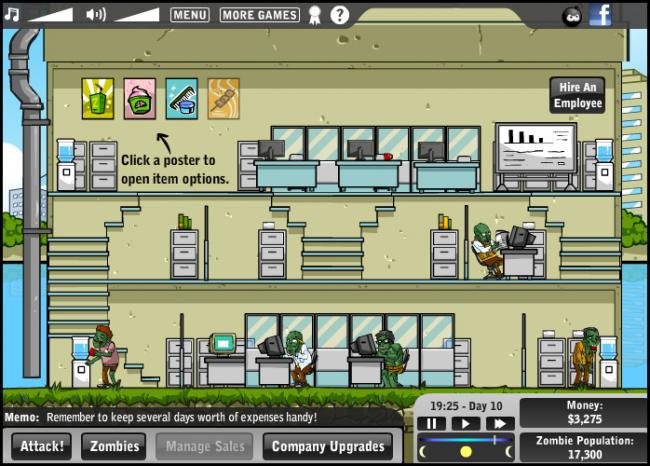 MENU
MORE GAMES
?
f
Hire An
Employee
Click a poster to
open item options.
19:25 - Day 10
Money:
$3,275
Memo: Remember to keep several days worth of expenses handy!
Zombie Population:
17,300
Attack!
Zombies
Manage Sales
Company Upgrades